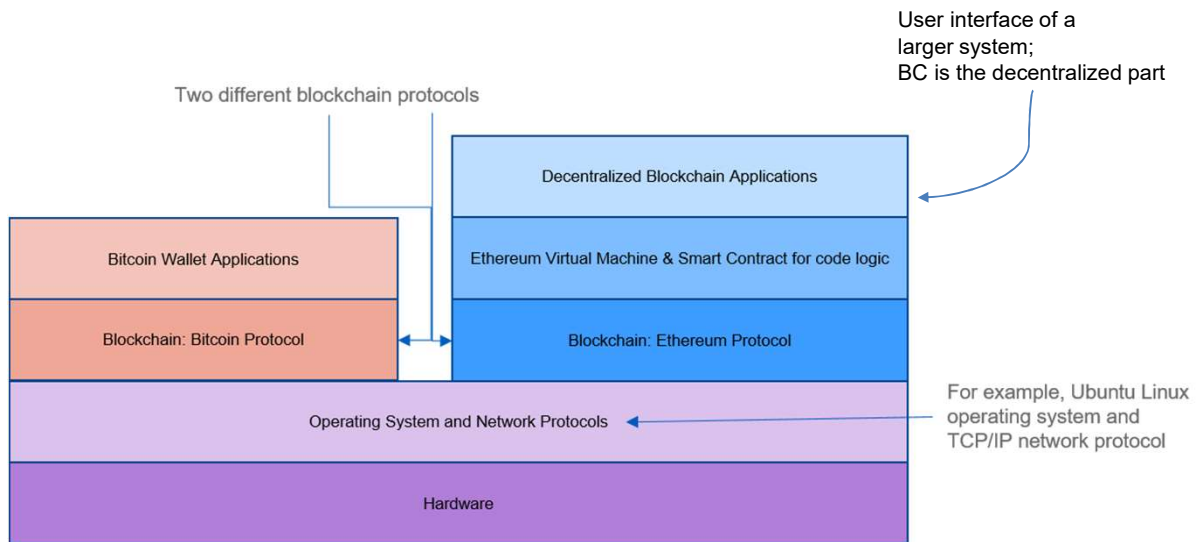 User interface of a
larger system;
BC is the decentralized part
Two different blockchain protocols
Decentralized Blockchain Applications
Bitcoin Wallet Applications
Ethereum Virtual Machine & Smart Contract for code logic
Blockchain: Bitcoin Protocol
Blockchain: Ethereum Protocol
Operating System and Network Protocols
For example, Ubuntu Linux
operating system and
TCP/IP network protocol
Hardware